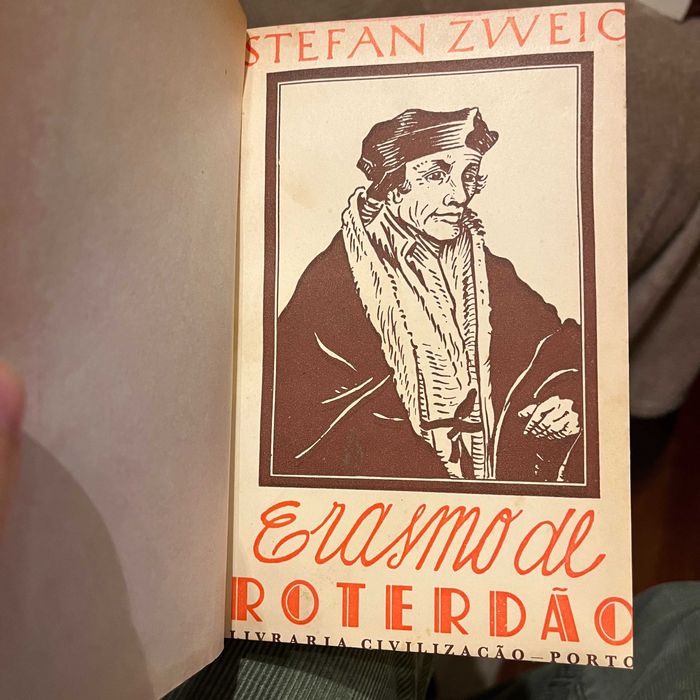 STEFAN ZWEIG
Erasmo de
ROTERDÃO
LIVRARIA CIVILIZAÇÃO – PORTO